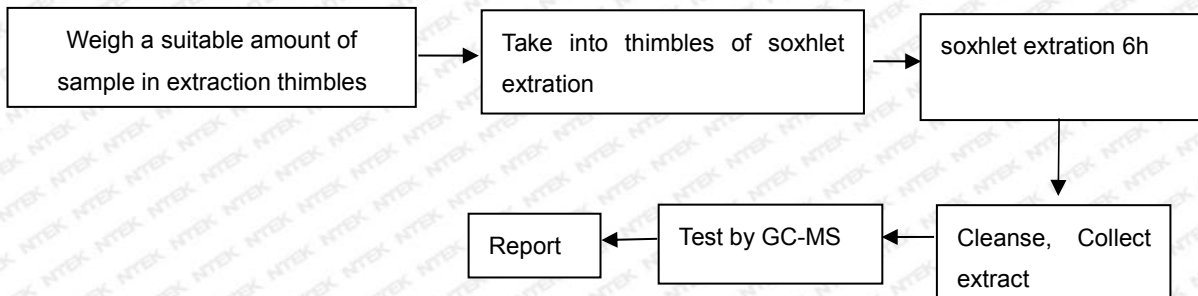 Weigh a suitable amount of
sample in extraction thimbles
Take into thimbles of soxhlet
extration
soxhlet extration 6h
Cleanse, Collect
extract
Test by GC-MS
Report